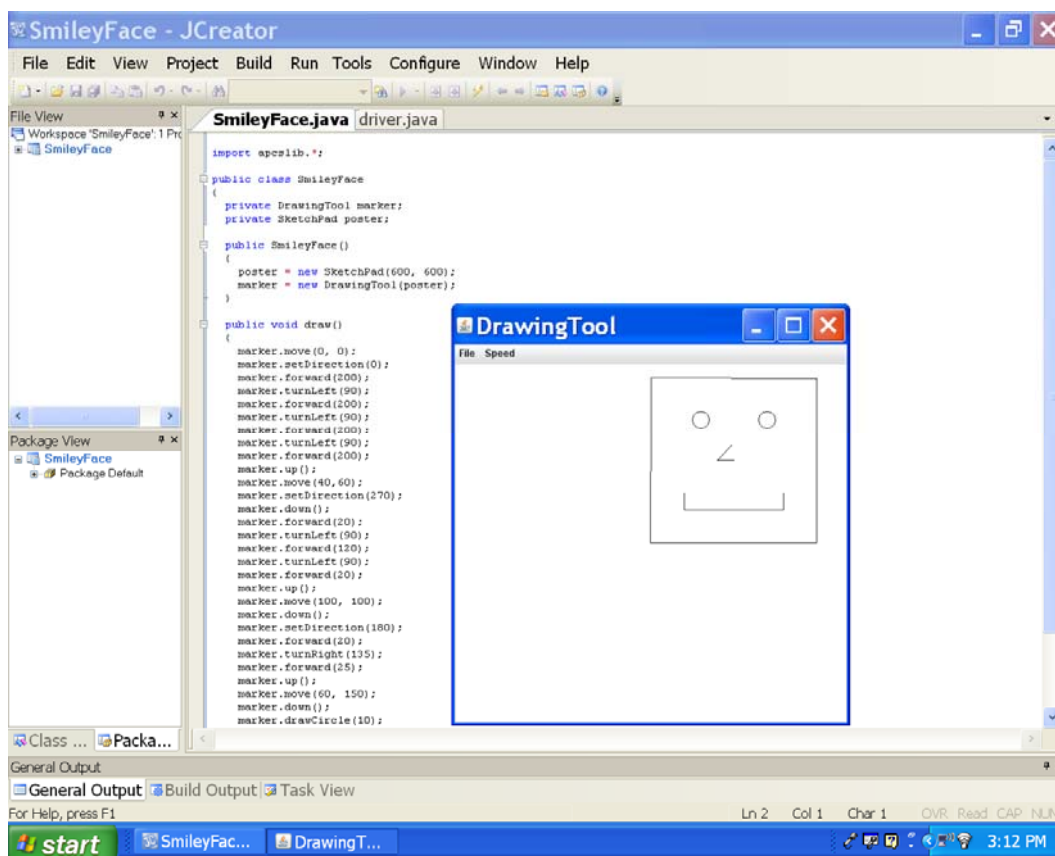 SmileyFace - JCreator
File Edit View Project Build Run Tools Configure Window Help
File View
Workspace 'SmileyFace': 1 Prc
SmileyFace
Package View
SmileyFace
Package Default
Class ... Packa...
SmileyFace.java driver.java
import apcslib.*;
public class SmileyFace
{
private DrawingTool marker;
private SketchPad poster;
public SmileyFace()
{
poster = new SketchPad(600, 600);
marker = new DrawingTool(poster);
}
public void draw()
{
marker.move(0, 0);
marker.setDirection(0);
marker.forward(200);
marker.turnLeft(90);
marker.forward(200);
marker.turnLeft(90);
marker.forward(200);
marker.turnLeft(90);
marker.forward(200);
marker.up();
marker.move(40,60);
marker.setDirection(270);
marker.down();
marker.forward(20);
marker.turnLeft(90);
marker.forward(120);
marker.turnLeft(90);
marker.forward(20);
marker.up();
marker.move(100, 100);
marker.down();
marker.setDirection(180);
marker.forward(20);
marker.turnRight(135);
marker.forward(25);
marker.up();
marker.move(60, 150);
marker.down();
marker.drawCircle(10);
DrawingTool
File Speed
General Output
General Output Build Output Task View
For Help, press F1
Ln 2 Col 1 Char 1 OVR Read CAP NUM
start SmileyFac... DrawingT... 3:12 PM